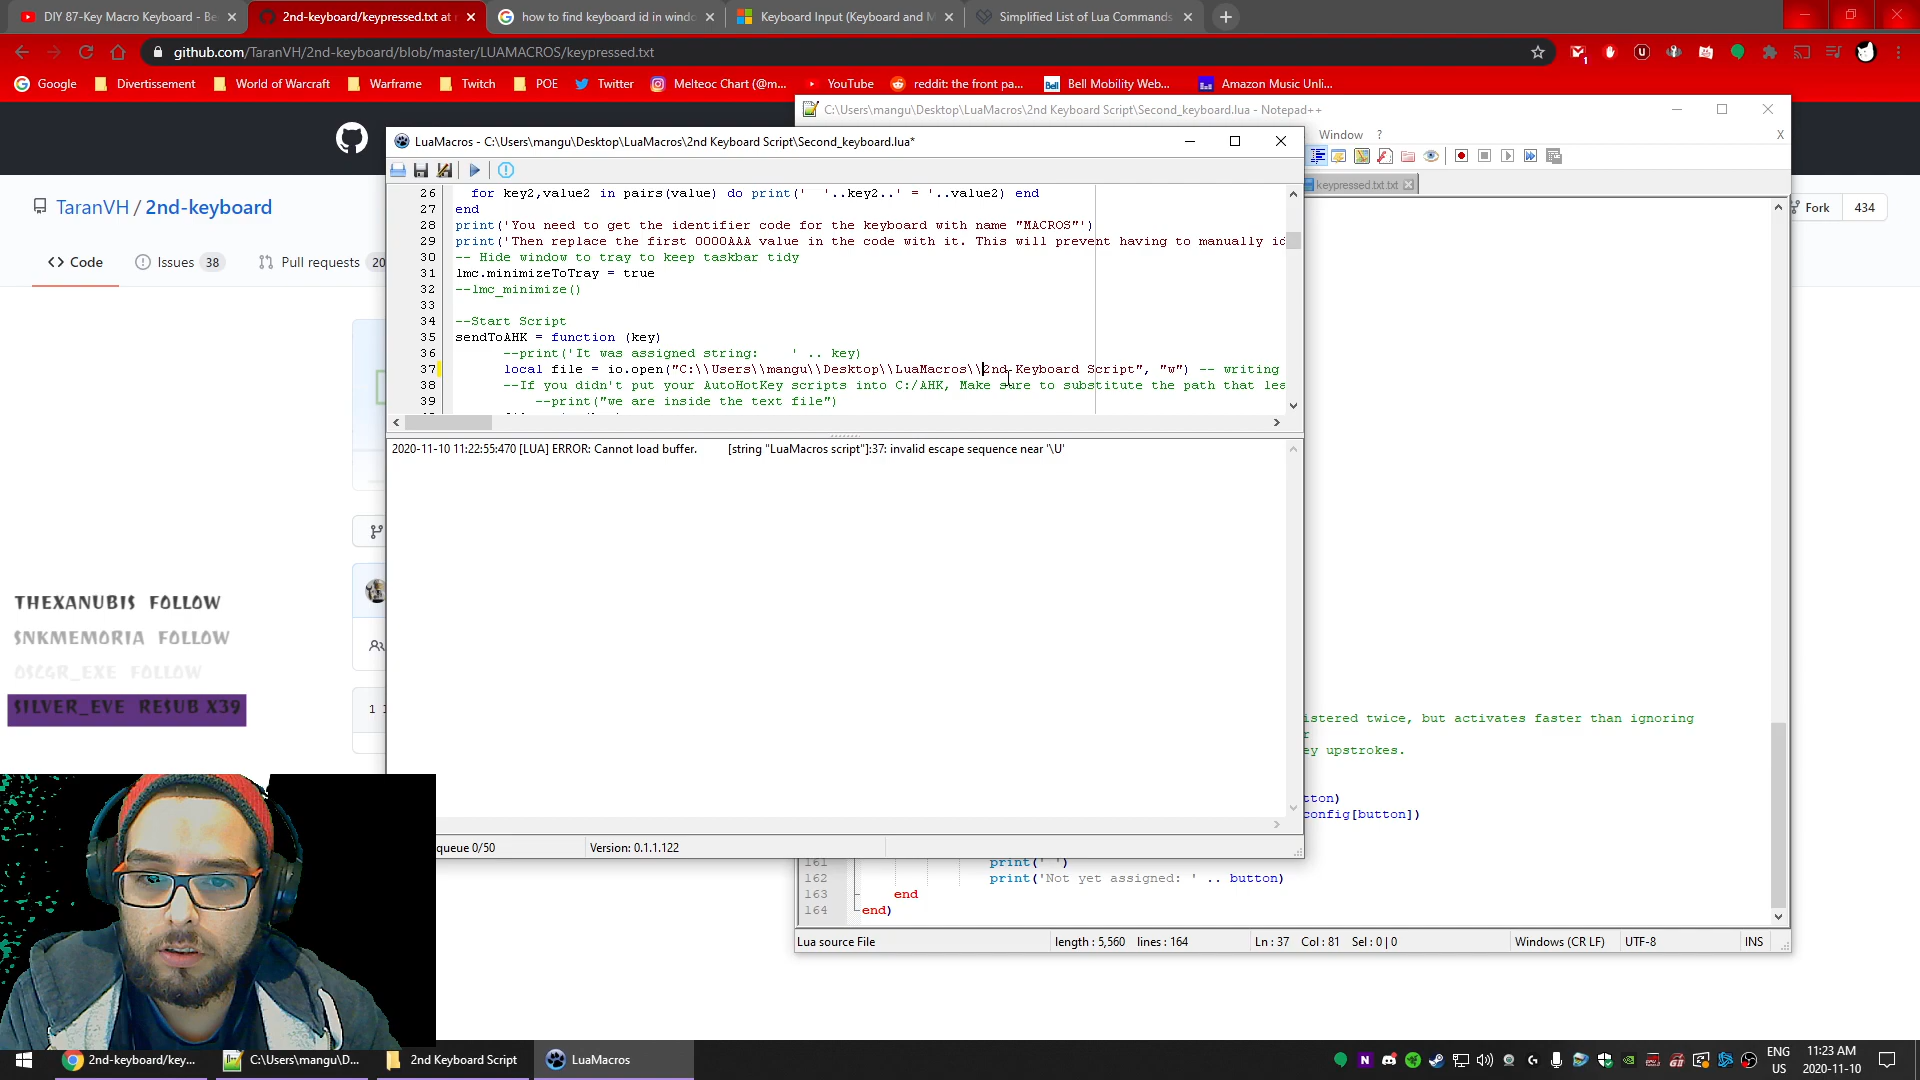 DIY 87-Key Macro Keyboard - Be
2nd-keyboard/keypressed.txt at
how to find keyboard id in windo
Keyboard Input (Keyboard and M
Simplified List of Lua Commands
github.com/TaranVH/2nd-keyboard/blob/master/LUAMACROS/keypressed.txt
Google Divertissement World of Warcraft Warframe Twitch POE Twitter Melteoc Chart (@m... YouTube reddit: the front pa... Bell Mobility Web... Amazon Music Unli...
C:\Users\mangu\Desktop\LuaMacros\2nd Keyboard Script\Second_keyboard.lua - Notepad++
Window ? X
LuaMacros - C:\Users\mangu\Desktop\LuaMacros\2nd Keyboard Script\Second_keyboard.lua*
keypressed.txt.txt
TaranVH / 2nd-keyboard
Fork 434
Code Issues 38 Pull requests 20
26 for key2,value2 in pairs(value) do print(' '..key2..' = '..value2) end
27 end
28 print('You need to get the identifier code for the keyboard with name "MACROS"')
29 print('Then replace the first 0000AAA value in the code with it. This will prevent having to manually id
30 -- Hide window to tray to keep taskbar tidy
31 lmc.minimizeToTray = true
32 --lmc_minimize()
33
34 --Start Script
35 sendToAHK = function (key)
36 --print('It was assigned string: ' .. key)
37 local file = io.open("C:\\Users\\mangu\\Desktop\\LuaMacros\\2nd Keyboard Script", "w") -- writing
38 --If you didn't put your AutoHotKey scripts into C:/AHK, Make sure to substitute the path that lea
39 --print("we are inside the text file")
2020-11-10 11:22:55:470 [LUA] ERROR: Cannot load buffer. [string "LuaMacros script"]:37: invalid escape sequence near '\U'
THEXANUBIS FOLLOW
SNKMEMORIA FOLLOW
OSC4R_EXE FOLLOW
SILVER_EVE RESUB X39
istered twice, but activates faster than ignoring
r
ey upstrokes.
tton)
config[button])
queue 0/50 Version: 0.1.1.122
161 print(' ')
162 print('Not yet assigned: ' .. button)
163 end
164 end)
Lua source File length : 5,560 lines : 164 Ln : 37 Col : 81 Sel : 0 | 0 Windows (CR LF) UTF-8 INS
2nd-keyboard/key...
C:\Users\mangu\D...
2nd Keyboard Script
LuaMacros
ENG
US
11:23 AM
2020-11-10